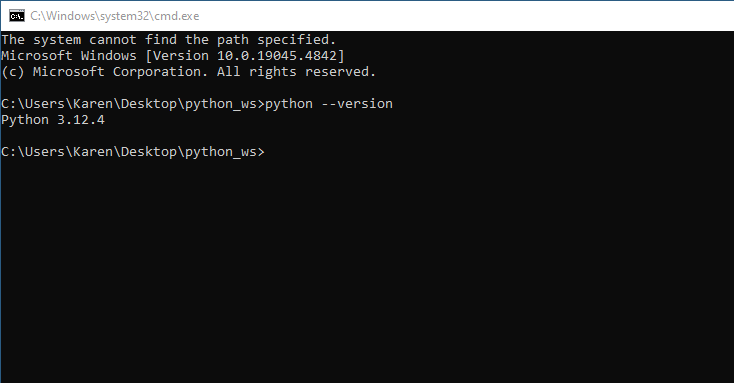 C:\Windows\system32\cmd.exe
The system cannot find the path specified.
Microsoft Windows [Version 10.0.19045.4842]
(c) Microsoft Corporation. All rights reserved.
C:\Users\Karen\Desktop\python_ws>python --version
Python 3.12.4
C:\Users\Karen\Desktop\python_ws>